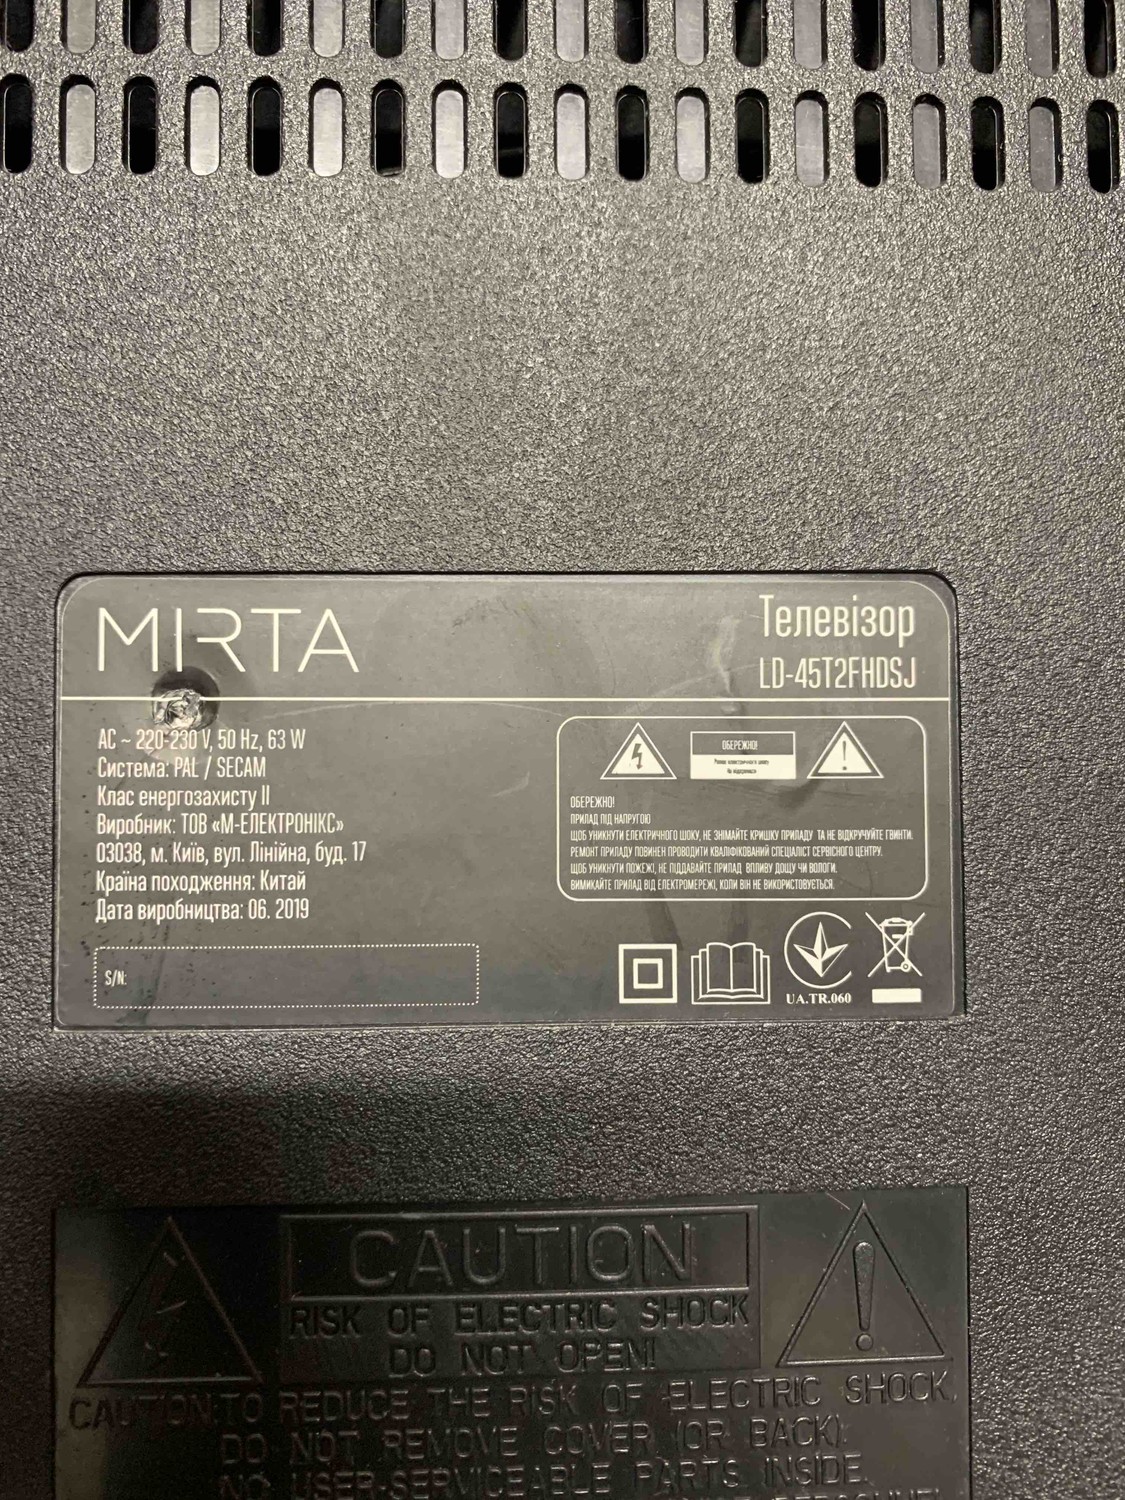 MIRTA
Телевізор
LD-45T2FHDSJ
AC ~ 220-230 V, 50 Hz, 63 W
Система: PAL / SECAM
Клас енергозахисту II
Виробник: ТОВ «М-ЕЛЕКТРОНІКС»
03038, м. Київ, вул. Лінійна, буд. 17
Країна походження: Китай
Дата виробництва: 06. 2019
S/N:
ОБЕРЕЖНО!
Ризик електричного шоку
Не відкривати
ОБЕРЕЖНО!
ПРИЛАД ПІД НАПРУГОЮ
ЩОБ УНИКНУТИ ЕЛЕКТРИЧНОГО ШОКУ, НЕ ЗНІМАЙТЕ КРИШКУ ПРИЛАДУ ТА НЕ ВІДКРУЧУЙТЕ ГВИНТИ.
РЕМОНТ ПРИЛАДУ ПОВИНЕН ПРОВОДИТИ КВАЛІФІКОВАНИЙ СПЕЦІАЛІСТ СЕРВІСНОГО ЦЕНТРУ.
ЩОБ УНИКНУТИ ПОЖЕЖІ, НЕ ПІДДАВАЙТЕ ПРИЛАД ВПЛИВУ ДОЩУ ЧИ ВОЛОГИ.
ВИМИКАЙТЕ ПРИЛАД ВІД ЕЛЕКТРОМЕРЕЖІ, КОЛИ ВІН НЕ ВИКОРИСТОВУЄТЬСЯ.
UA.TR.060
CAUTION
RISK OF ELECTRIC SHOCK
DO NOT OPEN!
CAUTION:TO REDUCE THE RISK OF ELECTRIC SHOCK,
DO NOT REMOVE COVER (OR BACK).
NO USER-SERVICEABLE PARTS INSIDE.